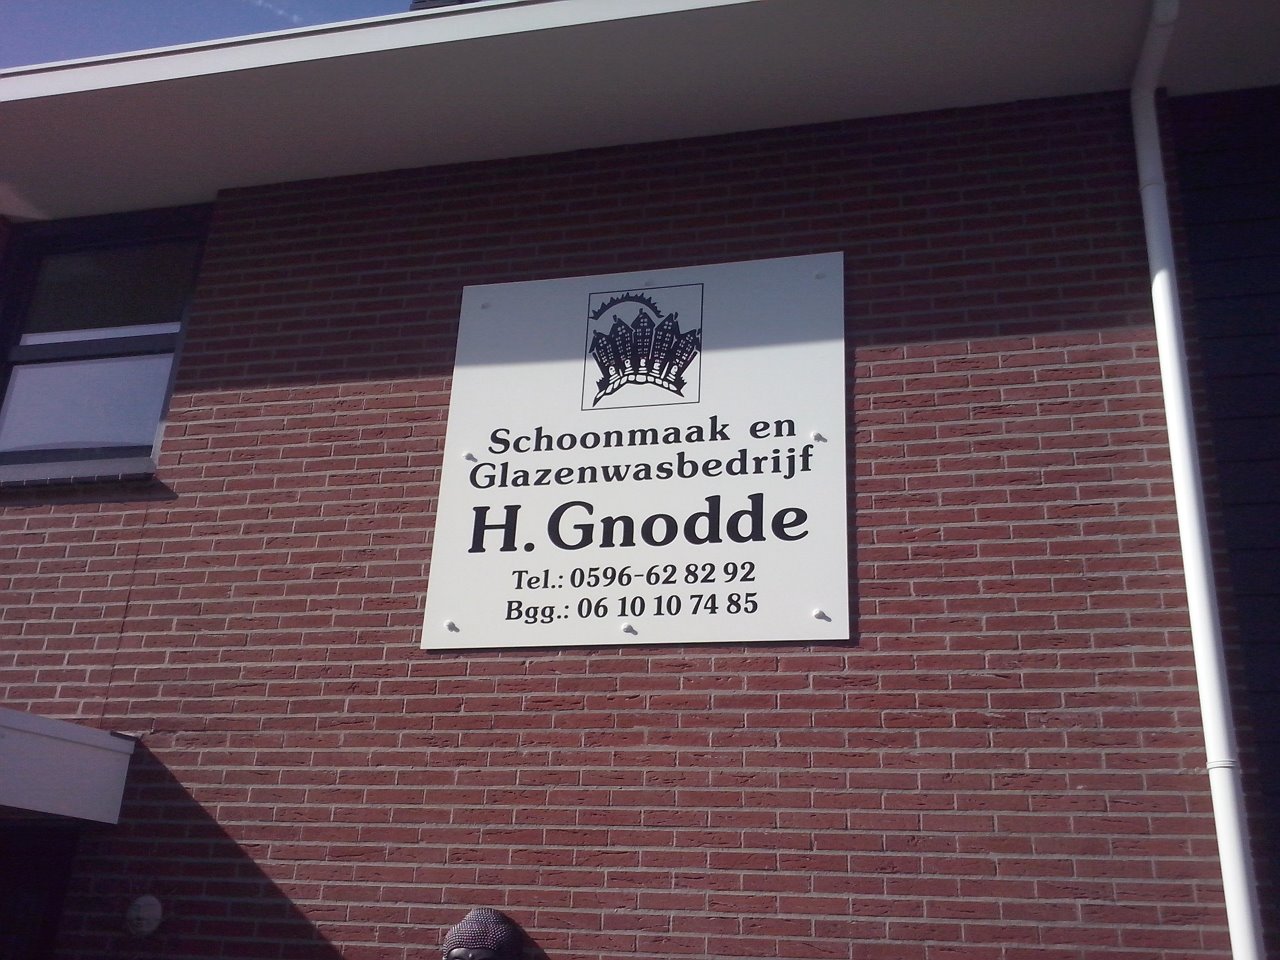 Schoonmaak en
Glazenwasbedrijf
H. Gnodde
Tel.: 0596-62 82 92
Bgg.: 06 10 10 74 85